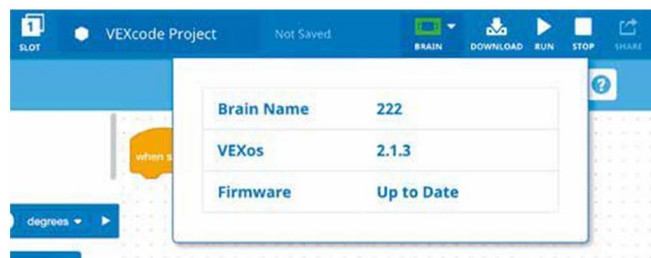 1
SLOT
VEXcode Project
Not Saved
BRAIN
DOWNLOAD
RUN
STOP
SHARE
?
Brain Name 222
VEXos 2.1.3
Firmware Up to Date
when s
degrees